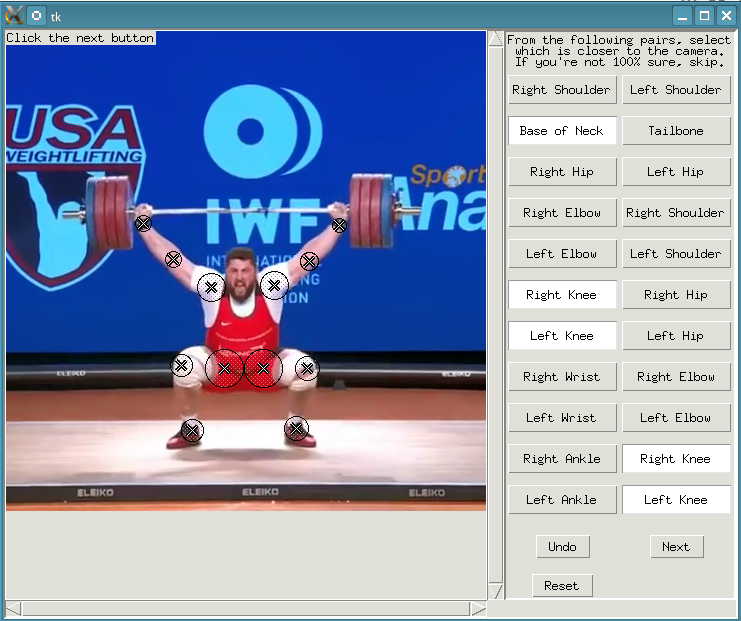 tk
Click the next button
From the following pairs, select
which is closer to the camera.
If you're not 100% sure, skip.
Right Shoulder Left Shoulder
Base of Neck Tailbone
Right Hip Left Hip
Right Elbow Right Shoulder
Left Elbow Left Shoulder
Right Knee Right Hip
Left Knee Left Hip
Right Wrist Right Elbow
Left Wrist Left Elbow
Right Ankle Right Knee
Left Ankle Left Knee
Undo Next
Reset
USA
WEIGHTLIFTING
IWF
Sport
Ana
ELEIKO
ELEIKO
ELEIKO ELEIKO ELEIKO